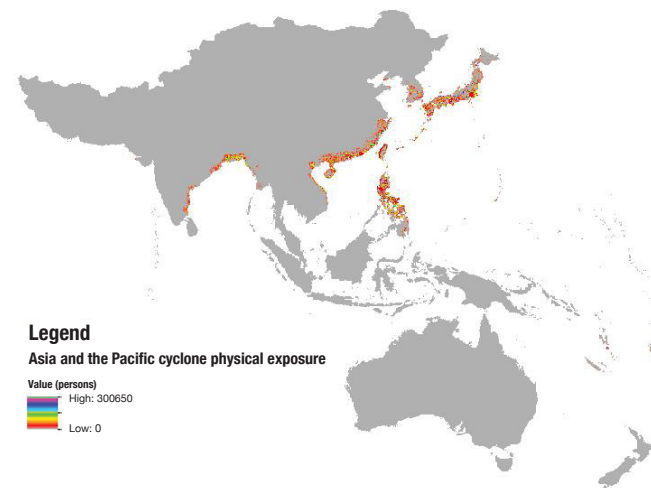 Legend
Asia and the Pacific cyclone physical exposure
Value (persons)
High: 300650
Low: 0